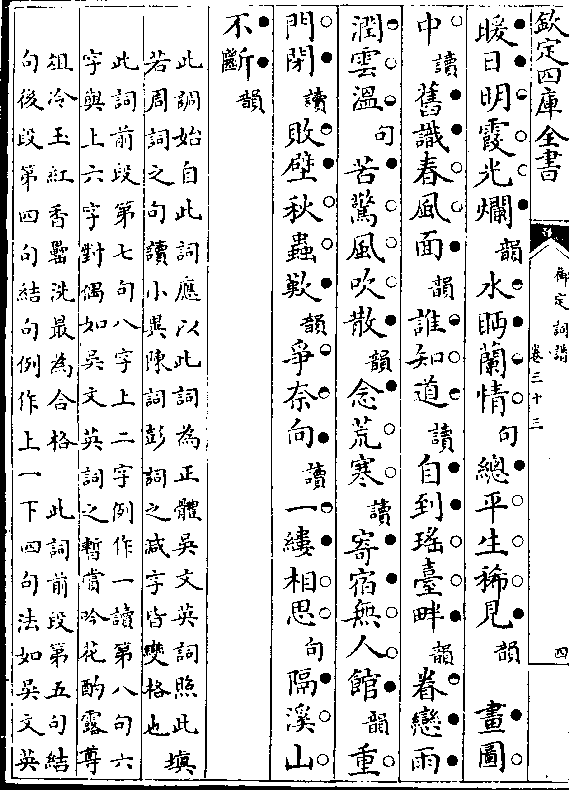 欽定四庫全書
御定詞譜
卷三十三
四
暖日明霞光爛韻水眄蘭情句總平生稀見韻　畫圖
中讀舊識春風面韻誰知道讀自到瑤臺畔韻眷戀雨
潤雲溫句苦驚風吹散韻念荒寒讀寄宿無人館韻重
門閉讀敗壁秋蟲歎韻爭奈向讀一縷相思句隔溪山
不斷韻
此調始自此詞應以此詞為正體吳文英詞照此填
若周詞之句讀小異陳詞彭詞之減字皆變格也
此詞前段第七句八字上二字例作一讀第八句六
字與上六字對偶如吳文英詞之暫賞吟花酌露尊
俎冷玉紅香罍洗最為合格　此詞前段第五句結
句後段第四句結句例作上一下四句法如吳文英